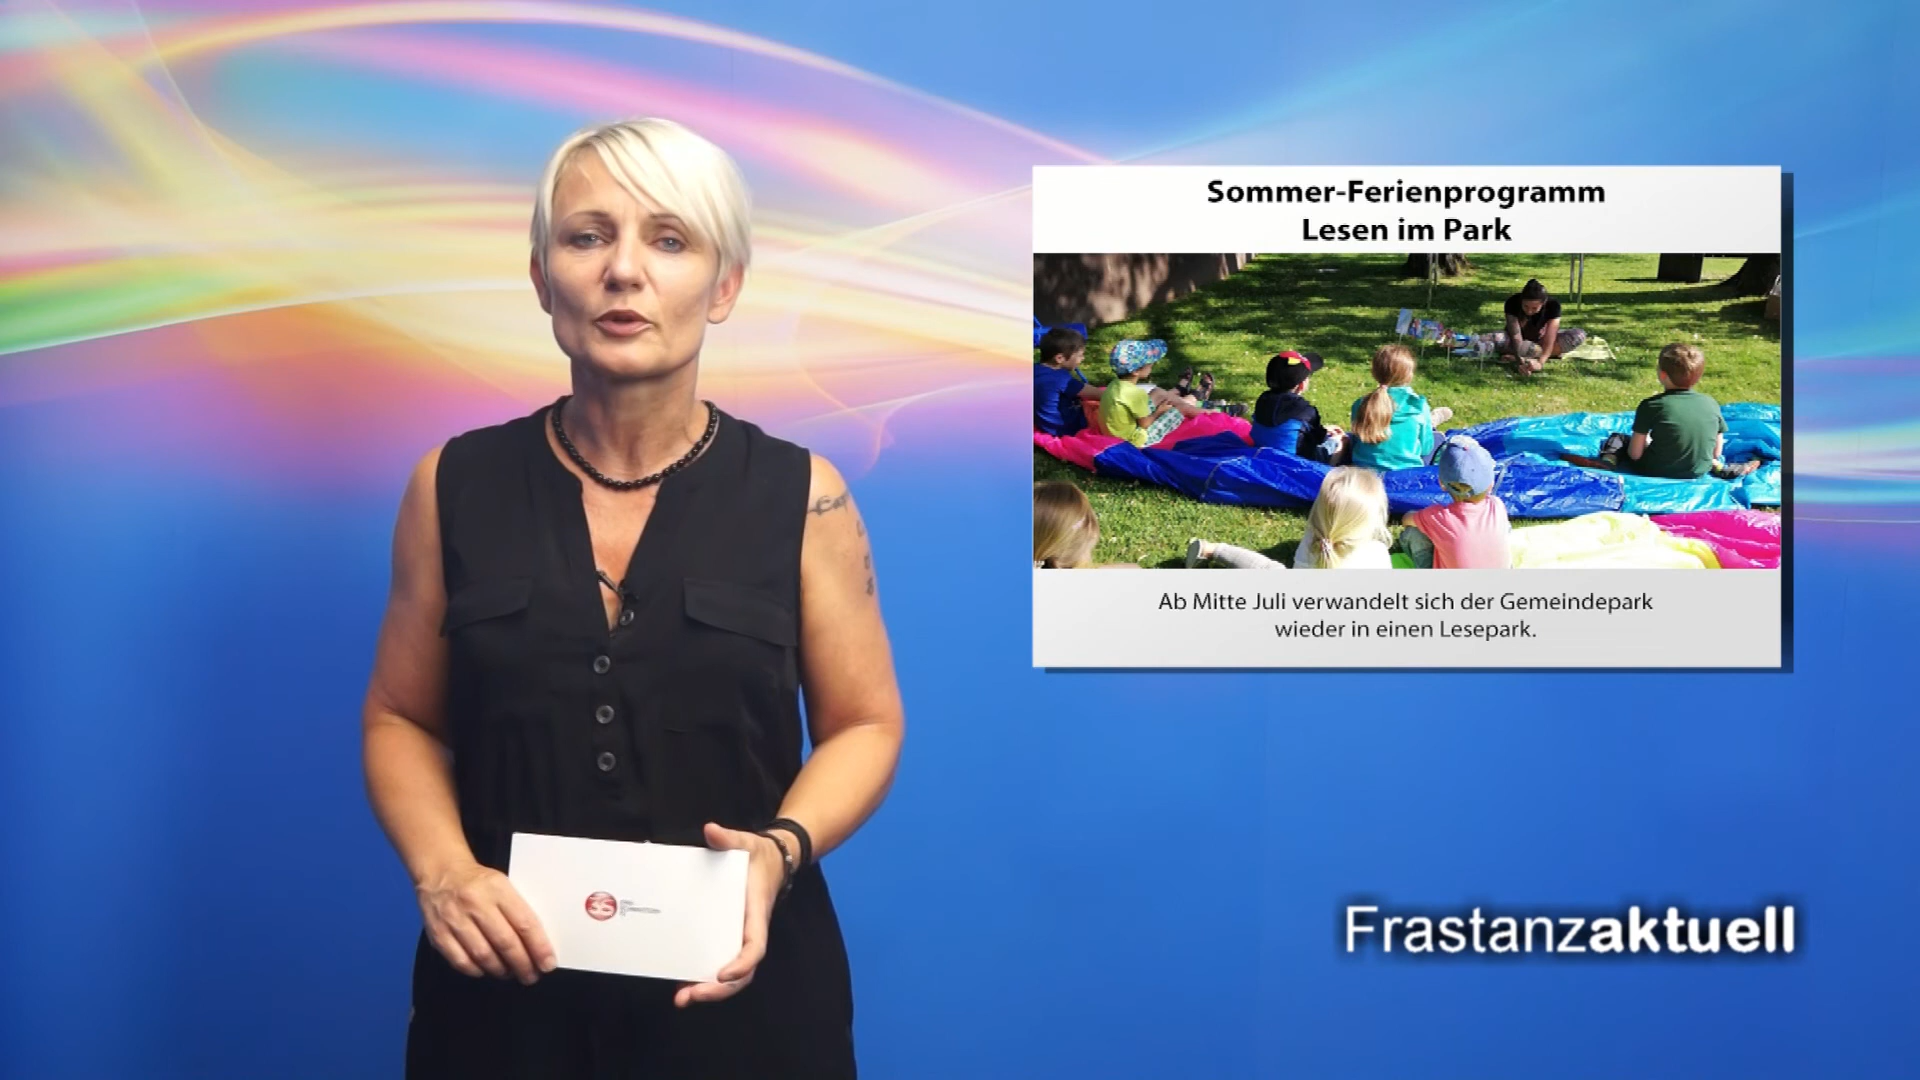 Sommer-Ferienprogramm
Lesen im Park
Ab Mitte Juli verwandelt sich der Gemeindepark
wieder in einen Lesepark.
Frastanzaktuell